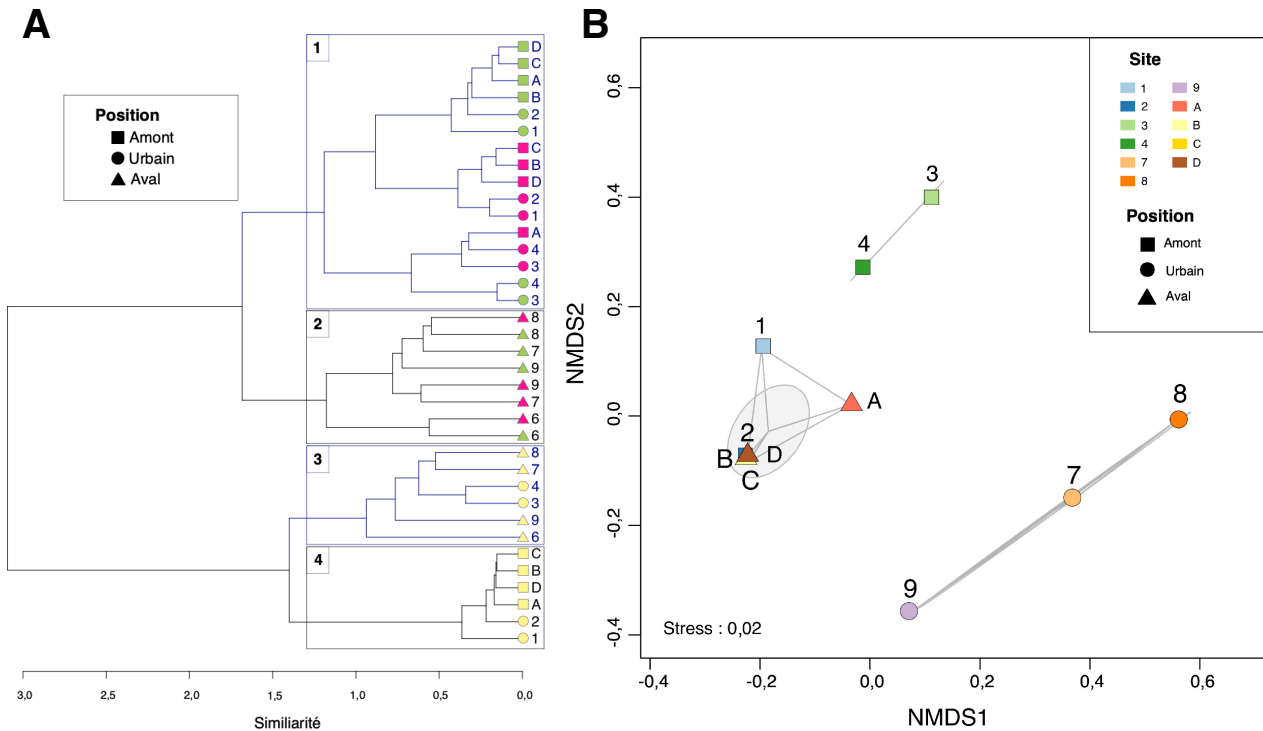 A
Position
Amont
Urbain
Aval
1
D
C
A
B
2
1
C
B
D
2
1
A
4
3
4
3
2
8
8
7
9
9
7
6
6
3
8
7
4
3
9
6
4
C
B
D
A
2
1
3,0 2,5 1,5 1,0 0,5 0,0
Similiarité
B
NMDS2
0,6
0,4
0,2
0,0
-0,2
-0,4
Site
1 9
2 A
3 B
4 C
7 D
8
Position
Amont
Urbain
Aval
3
4
1
A
8
2
B D
C
7
9
Stress : 0,02
-0,4 -0,2 0,0 0,2 0,4 0,6
NMDS1